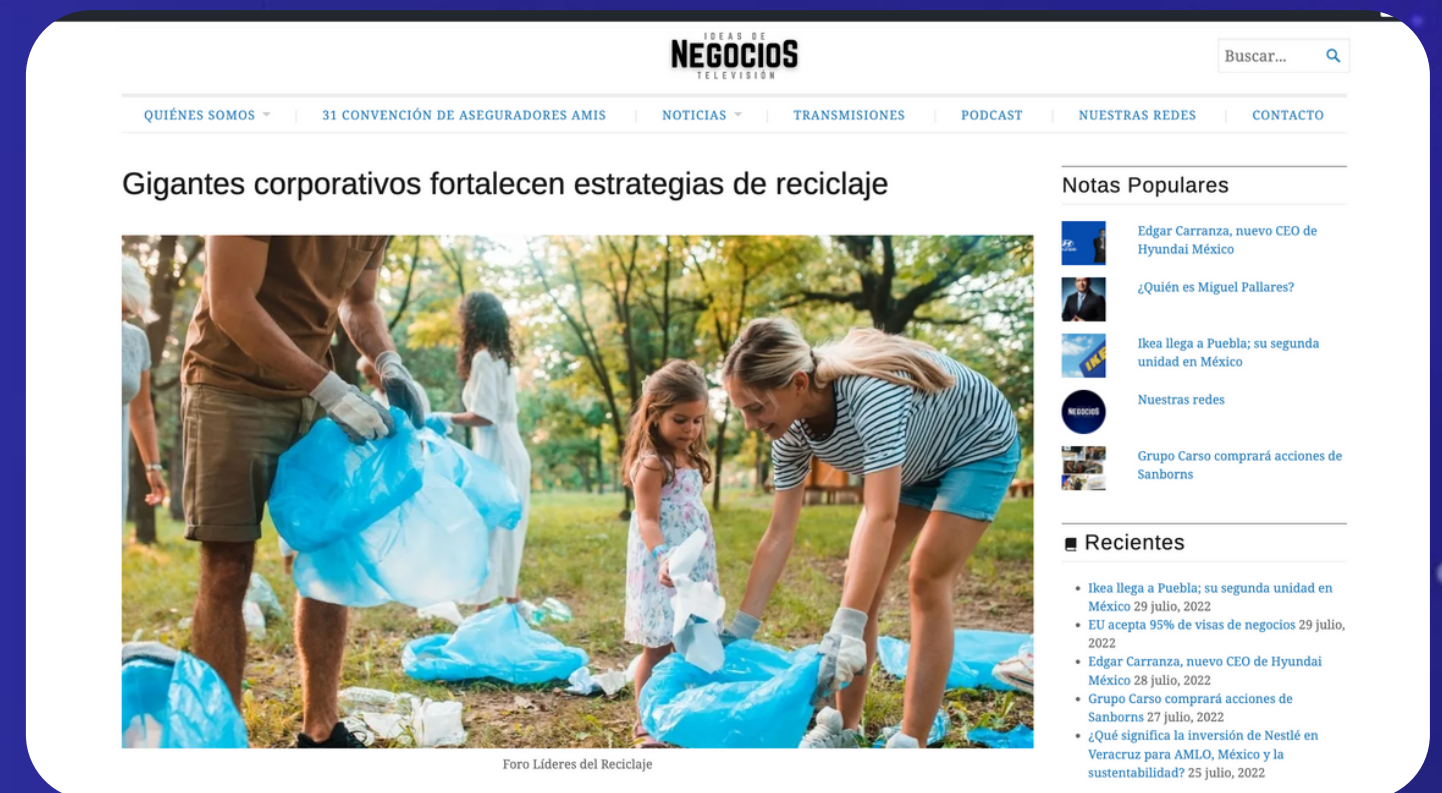 IDEAS DE
NEGOCIOS
TELEVISIÓN
Buscar...
QUIÉNES SOMOS
31 CONVENCIÓN DE ASEGURADORES AMIS
NOTICIAS
TRANSMISIONES
PODCAST
NUESTRAS REDES
CONTACTO
Gigantes corporativos fortalecen estrategias de reciclaje
Foro Líderes del Reciclaje
Notas Populares
Edgar Carranza, nuevo CEO de
Hyundai México
¿Quién es Miguel Pallares?
IKE
Ikea llega a Puebla; su segunda
unidad en México
NEGOCIOS
Nuestras redes
Grupo Carso comprará acciones de
Sanborns
Recientes
Ikea llega a Puebla; su segunda unidad en
México 29 julio, 2022
EU acepta 95% de visas de negocios 29 julio,
2022
Edgar Carranza, nuevo CEO de Hyundai
México 28 julio, 2022
Grupo Carso comprará acciones de
Sanborns 27 julio, 2022
¿Qué significa la inversión de Nestlé en
Veracruz para AMLO, México y la
sustentabilidad? 25 julio, 2022